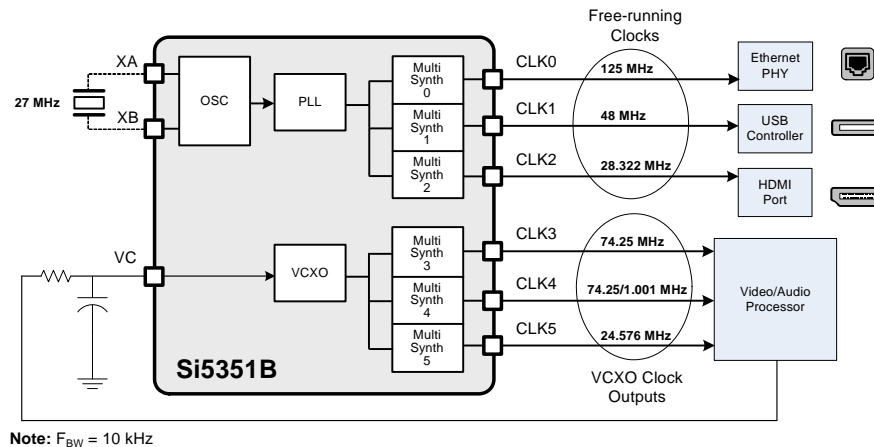 Free-running
Clocks
XA
27 MHz
XB
OSC
PLL
Multi
Synth
0
Multi
Synth
1
Multi
Synth
2
CLK0
125 MHz
Ethernet
PHY
CLK1
48 MHz
USB
Controller
CLK2
28.322 MHz
HDMI
Port
VC
VCXO
Multi
Synth
3
Multi
Synth
4
Multi
Synth
5
CLK3
74.25 MHz
CLK4
74.25/1.001 MHz
CLK5
24.576 MHz
Video/Audio
Processor
Si5351B
VCXO Clock
Outputs
Note: FBW = 10 kHz